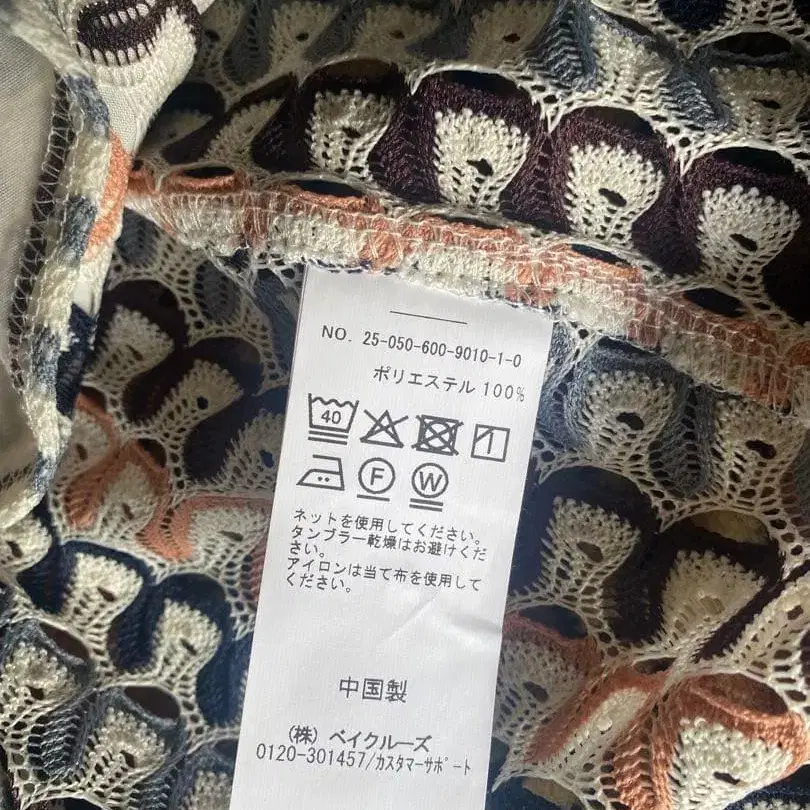 NO. 25-050-600-9010-1-0
ポリエステル 100%
40
F W
ネットを使用してください。
タンブラー乾燥はお避けくだ
さい。
アイロンは当て布を使用して
ください。
中国製
(株) ベイクルーズ
0120-301457/カスタマーサポート